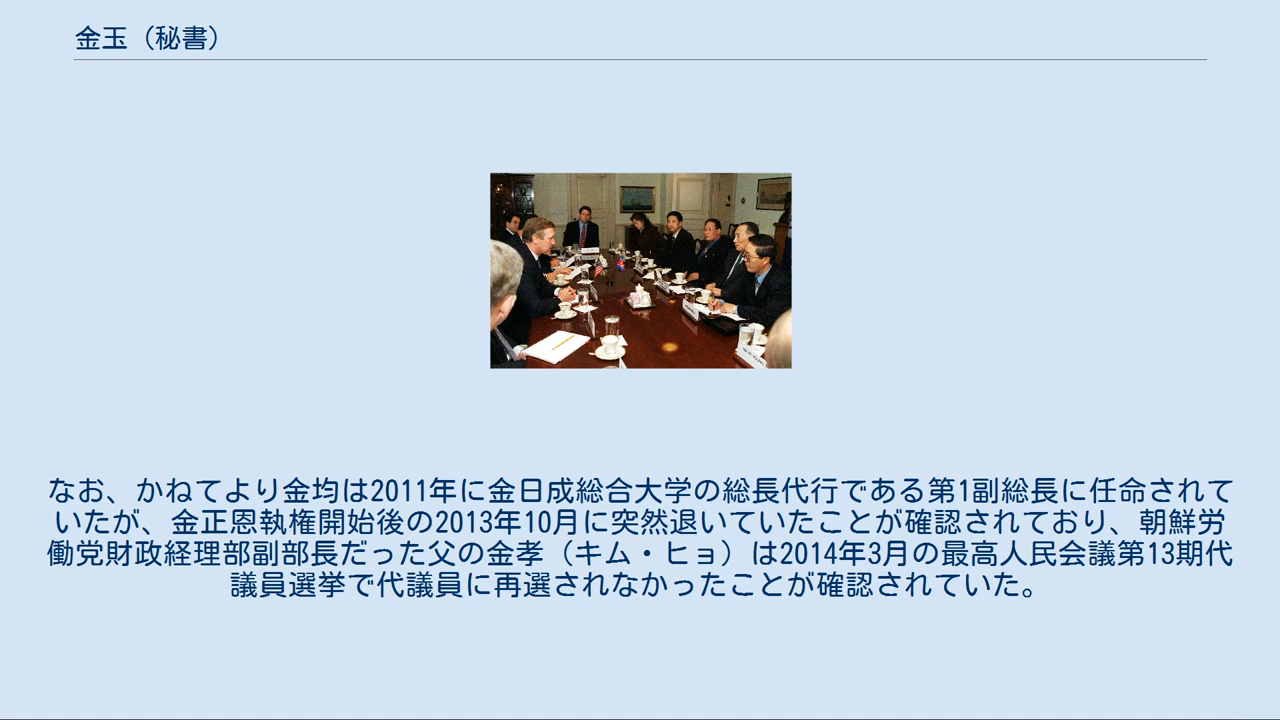 金玉（秘書）
なお、かねてより金均は2011年に金日成総合大学の総長代行である第1副総長に任命されて
いたが、金正恩執権開始後の2013年10月に突然退いていたことが確認されており、朝鮮労
働党財政経理部副部長だった父の金孝（キム・ヒョ）は2014年3月の最高人民会議第13期代
議員選挙で代議員に再選されなかったことが確認されていた。